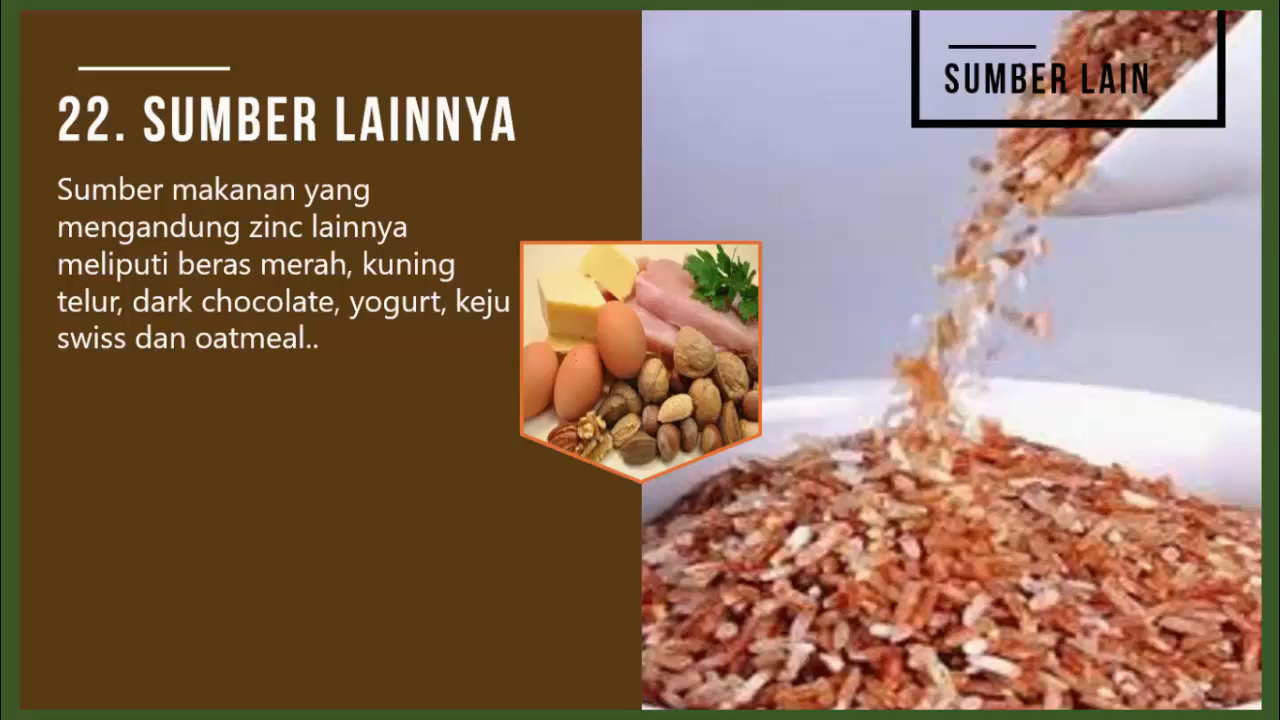 22. SUMBER LAINNYA
Sumber makanan yang
mengandung zinc lainnya
meliputi beras merah, kuning
telur, dark chocolate, yogurt, keju
swiss dan oatmeal..
SUMBER LAIN